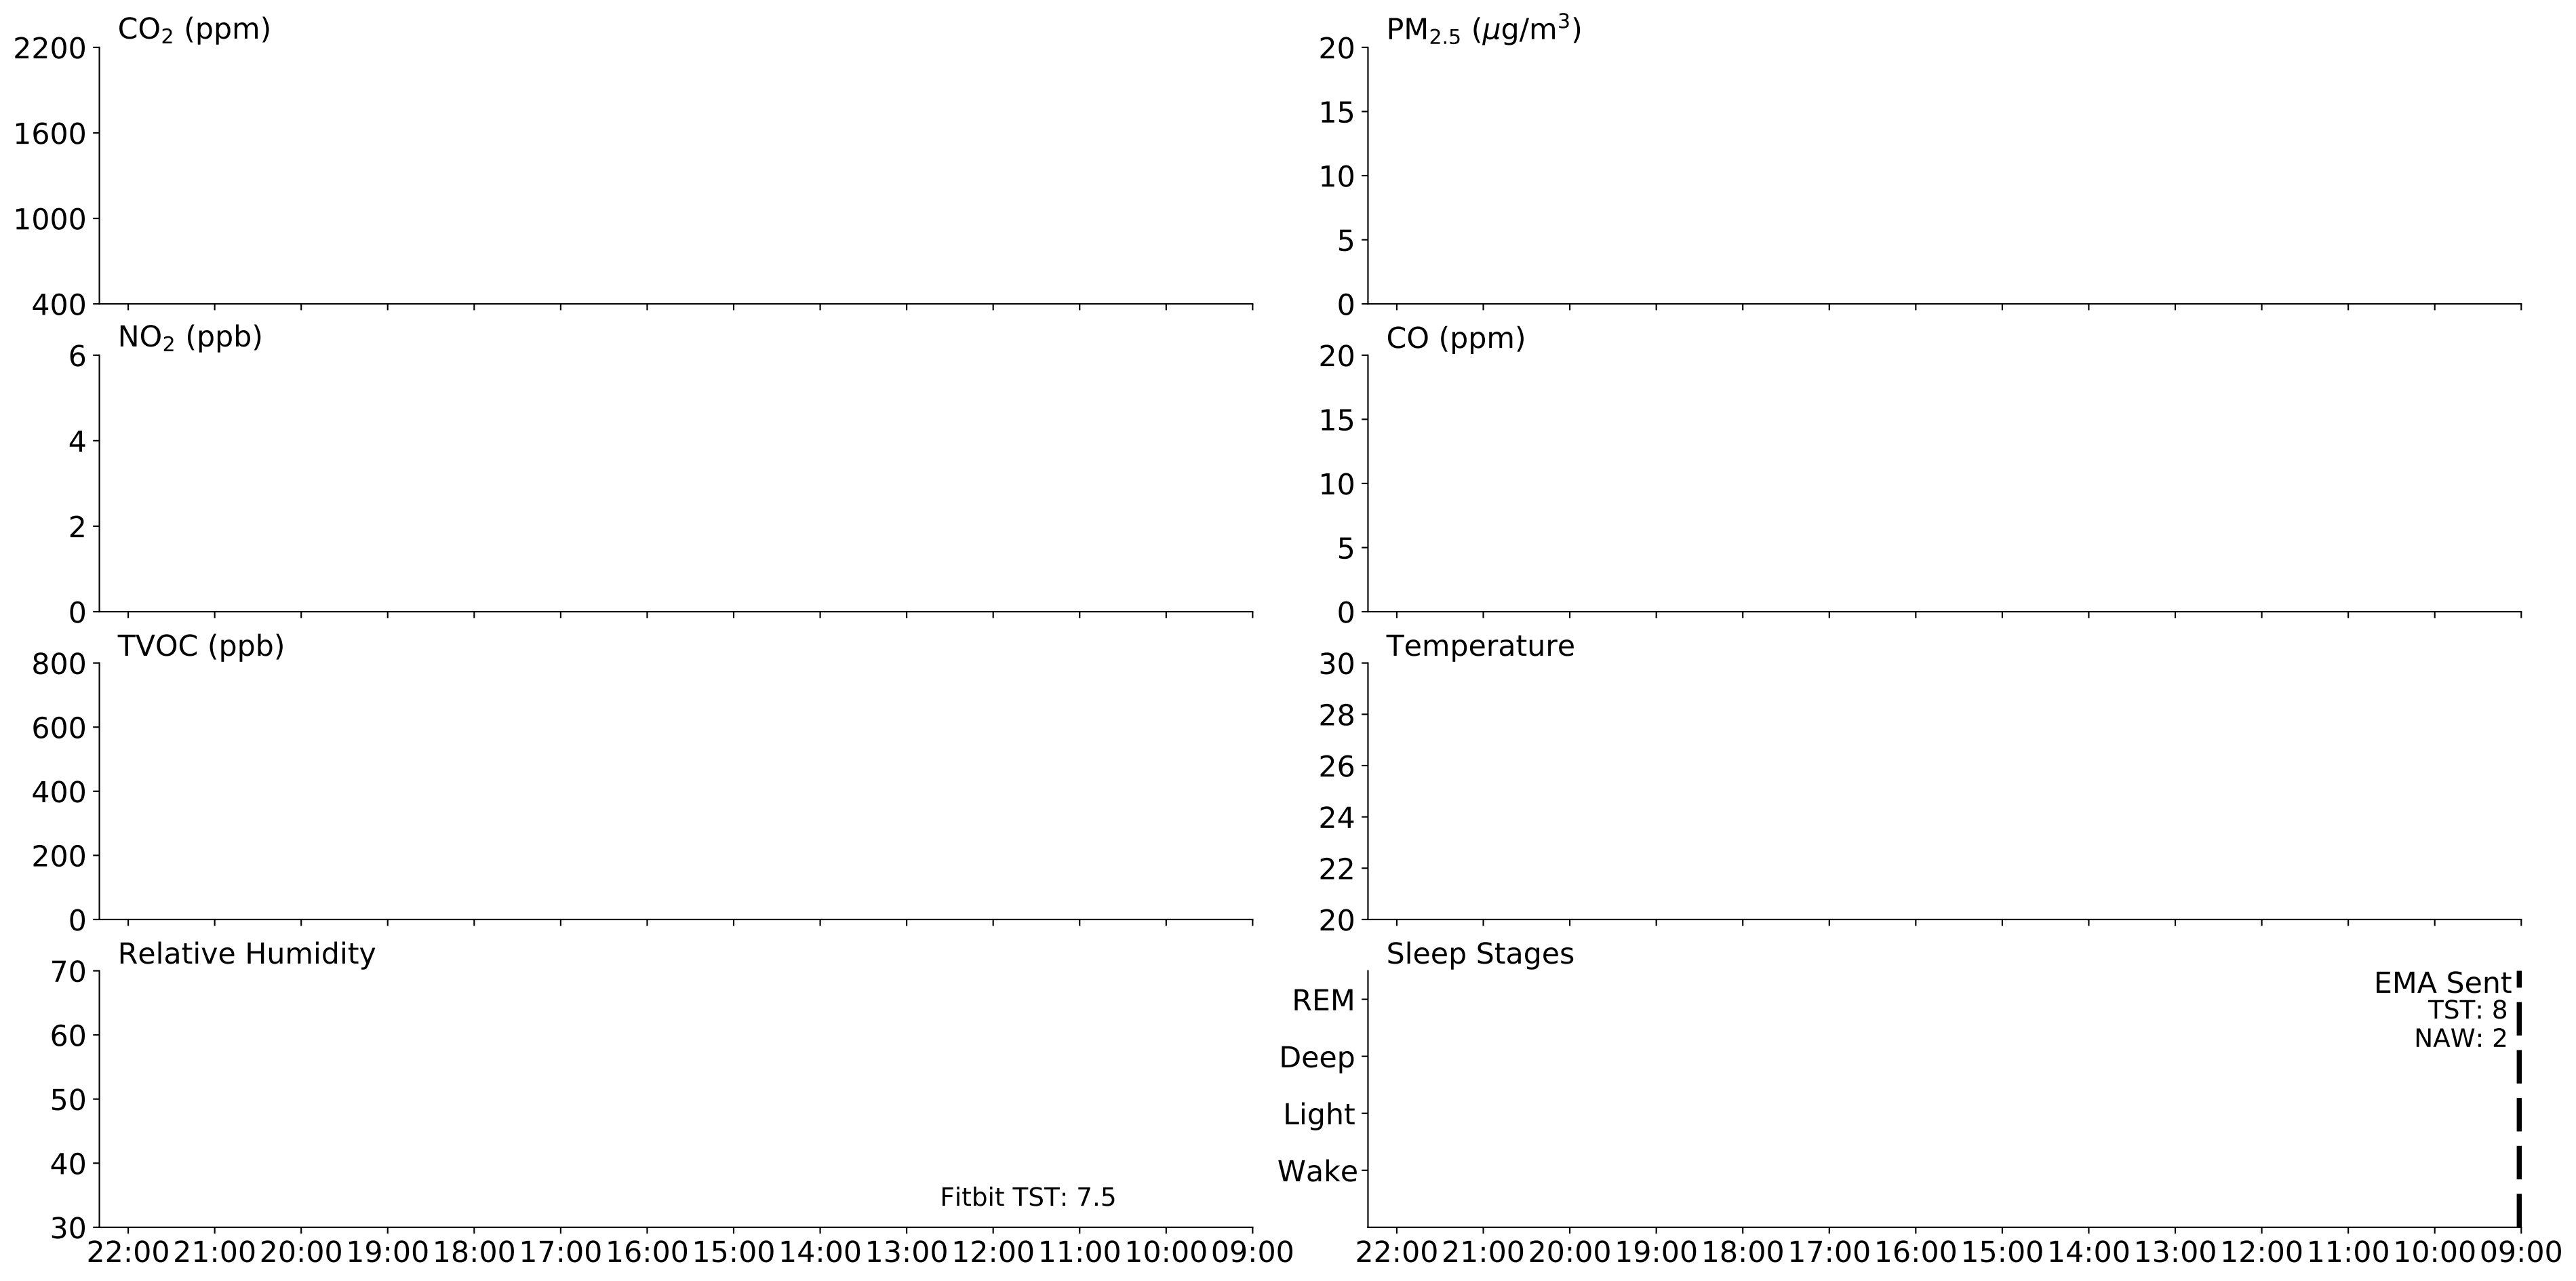 CO2 (ppm)
2200
1600
1000
400
PM2.5 (μg/m3)
20
15
10
5
0
NO2 (ppb)
6
4
2
0
CO (ppm)
20
15
10
5
0
TVOC (ppb)
800
600
400
200
0
Temperature
30
28
26
24
22
20
Relative Humidity
70
60
50
40
30
Fitbit TST: 7.5
22:00 21:00 20:00 19:00 18:00 17:00 16:00 15:00 14:00 13:00 12:00 11:00 10:00 09:00
Sleep Stages
EMA Sent
TST: 8
NAW: 2
REM
Deep
Light
Wake
22:00 21:00 20:00 19:00 18:00 17:00 16:00 15:00 14:00 13:00 12:00 11:00 10:00 09:00